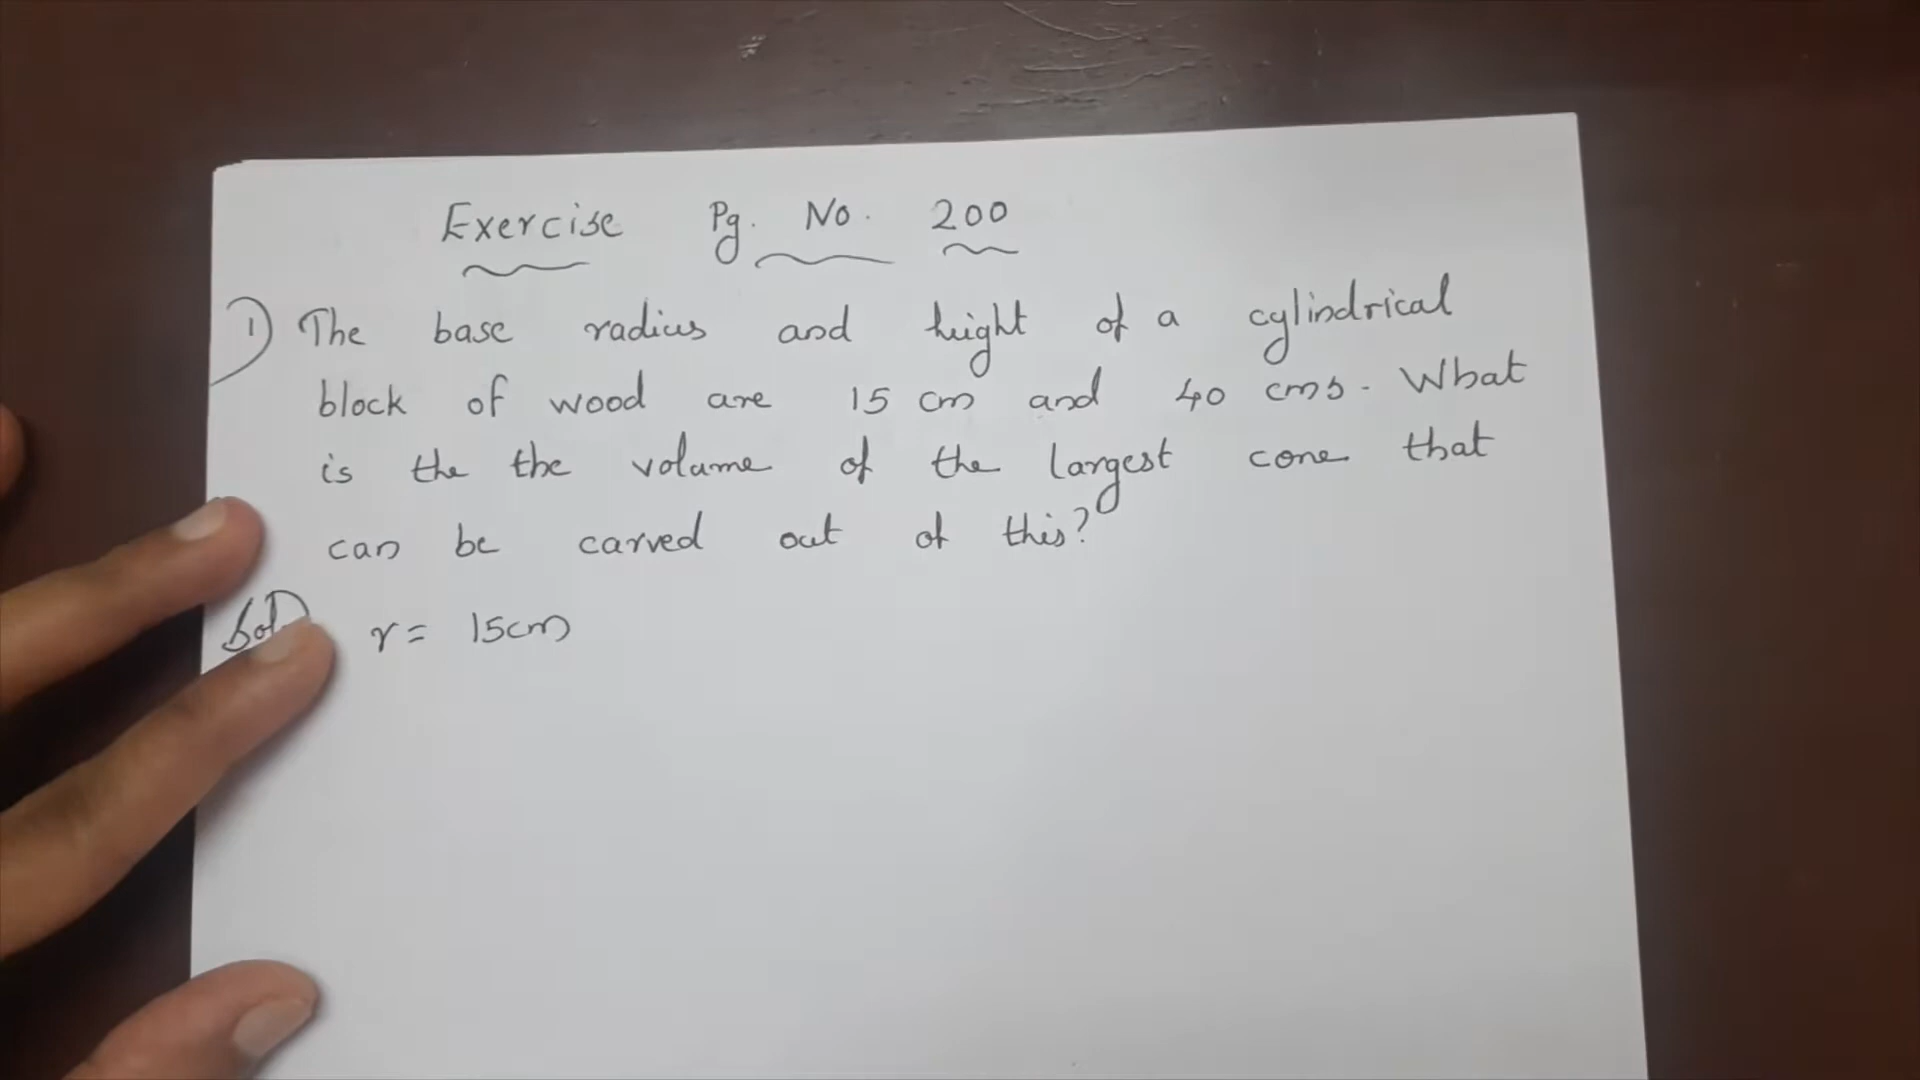 Exercise Pg. No. 200
1) The base radius and height of a cylindrical
block of wood are 15 cm and 40 cms. What
is the the volume of the largest cone that
can be carved out of this?
Sol) r = 15cm